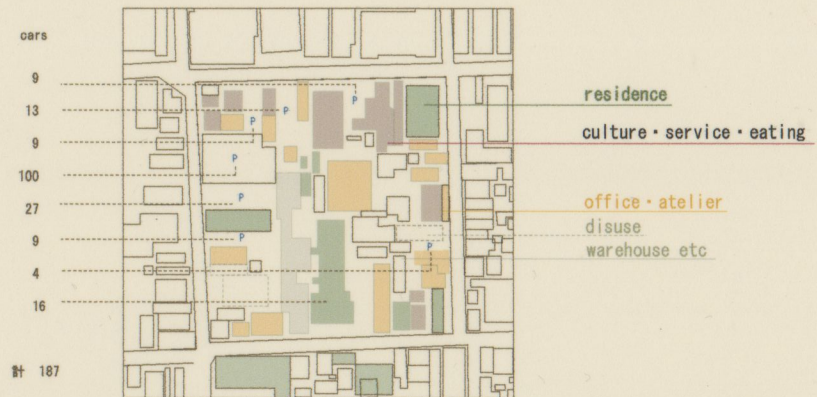 cars
9
13
9
100
27
9
4
16
計 187
P
P
P
P
P
P
P
residence
culture・service・eating
office・atelier
disuse
warehouse etc